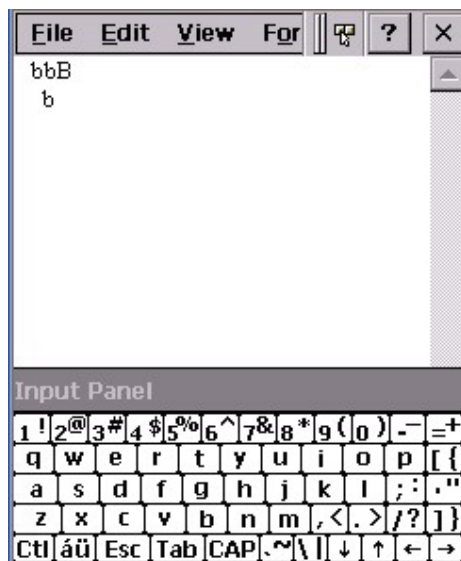 File Edit View For ?
bbB
b
Input Panel
1 ! 2 @ 3 # 4 $ 5 % 6 ^ 7 & 8 * 9 ( 0 ) - _ = +
q w e r t y u i o p [ {
a s d f g h j k l ; : ' "
z x c v b n m , < . > / ? ] }
Ctl áü Esc Tab CAP ` ~ \ | ↓ ↑ ← →